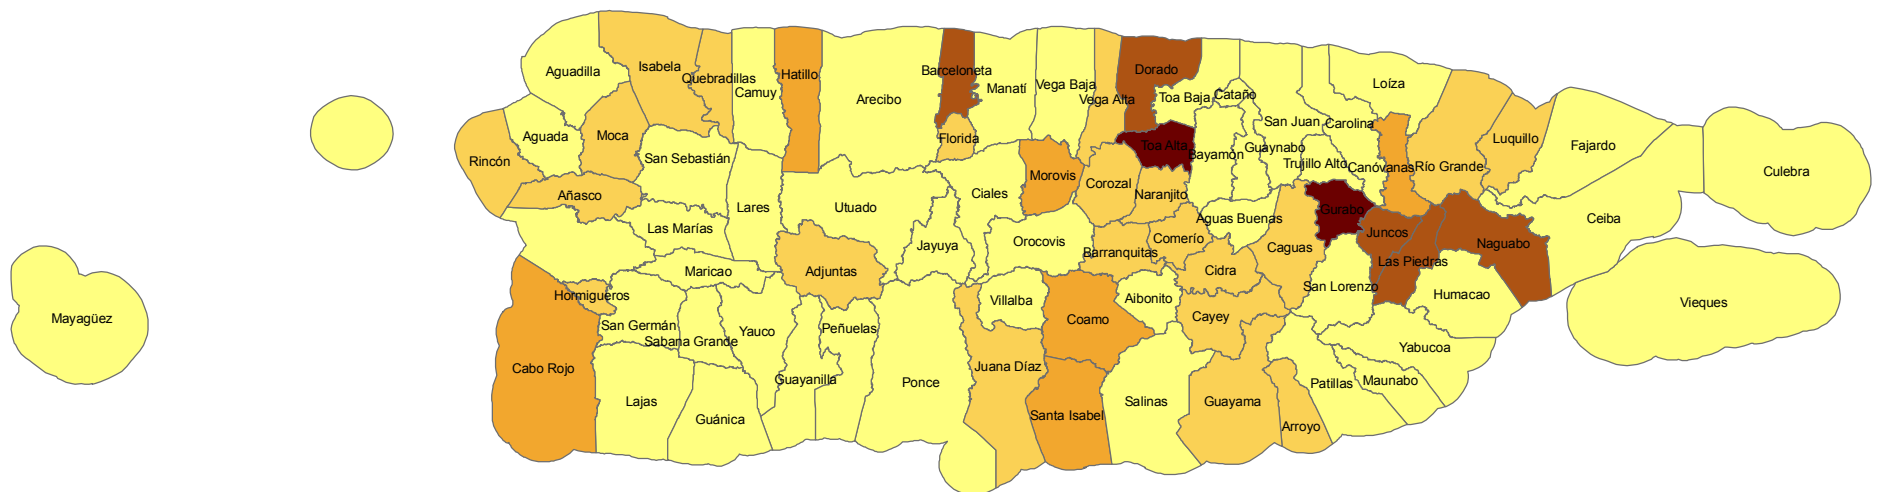 Aguadilla
Isabela
Quebradillas
Camuy
Hatillo
Arecibo
Barceloneta
Manatí
Vega Baja
Vega Alta
Dorado
Toa Baja
Cataño
San Juan
Carolina
Loíza
Luquillo
Fajardo
Culebra
Aguada
Moca
Rincón
San Sebastián
Florida
Toa Alta
Bayamón
Guaynabo
Trujillo Alto
Canóvanas
Río Grande
Añasco
Lares
Utuado
Ciales
Morovis
Corozal
Naranjito
Gurabo
Ceiba
Las Marías
Jayuya
Orocovis
Barranquitas
Comerío
Aguas Buenas
Caguas
Juncos
Naguabo
Las Piedras
Maricao
Adjuntas
Cidra
San Lorenzo
Humacao
Hormigueros
Villalba
Aibonito
Vieques
Mayagüez
San Germán
Sabana Grande
Yauco
Peñuelas
Coamo
Cayey
Yabucoa
Cabo Rojo
Guayanilla
Ponce
Juana Díaz
Patillas
Maunabo
Lajas
Guánica
Santa Isabel
Salinas
Guayama
Arroyo